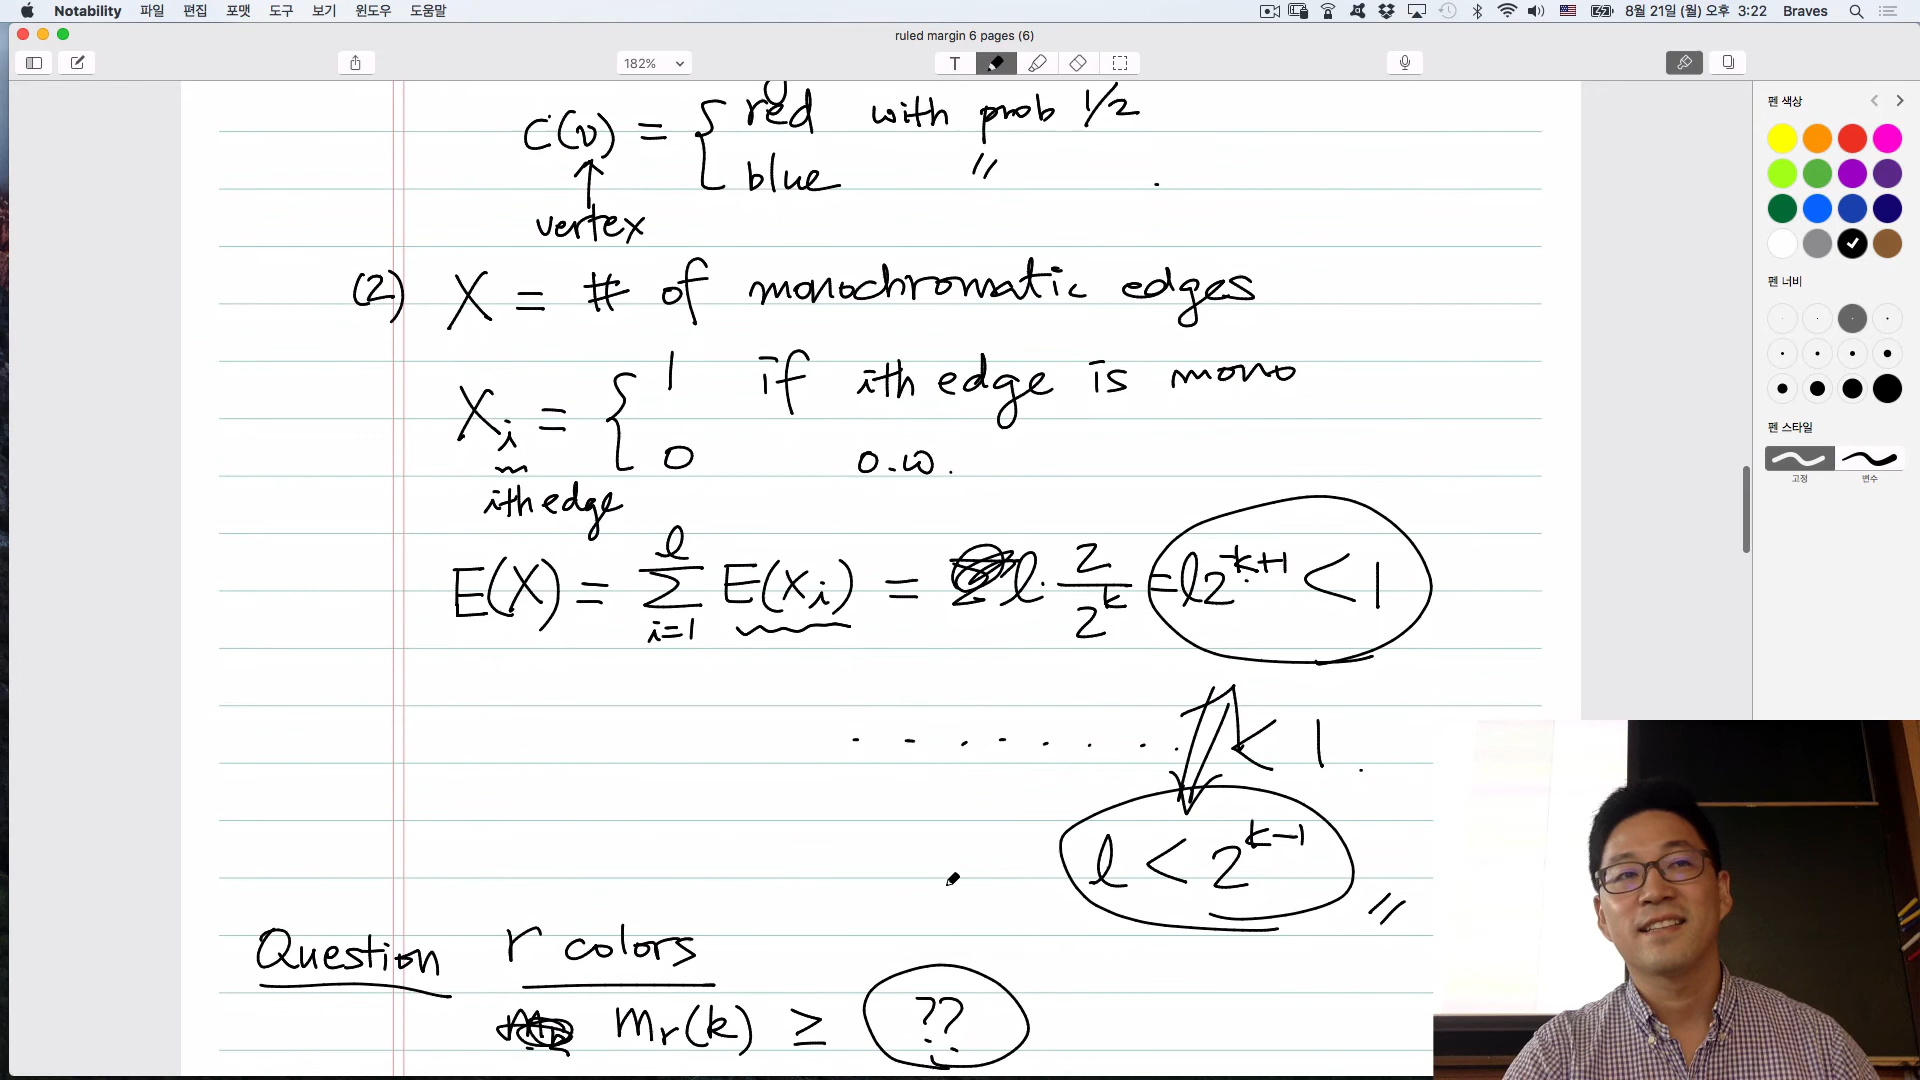 Notability 파일 편집 포맷 도구 보기 윈도우 도움말 8월 21일 (월) 오후 3:22 Braves
ruled margin 6 pages (6)
182% T
펜 색상
펜 너비
펜 스타일
고정 변수
C(v) = { red with prob 1/2
blue 〃 .
vertex
(2) X = # of monochromatic edges
X_i = { 1 if ith edge is mono
0 o.w.
ith edge
E(X) = Σ_{i=1}^{l} E(X_i) = l · 2/2^k = l2^{-k+1} < 1
. . . . . . . . < 1 .
l < 2^{k-1} 〃
Question r colors
m_r(k) ≥ ??